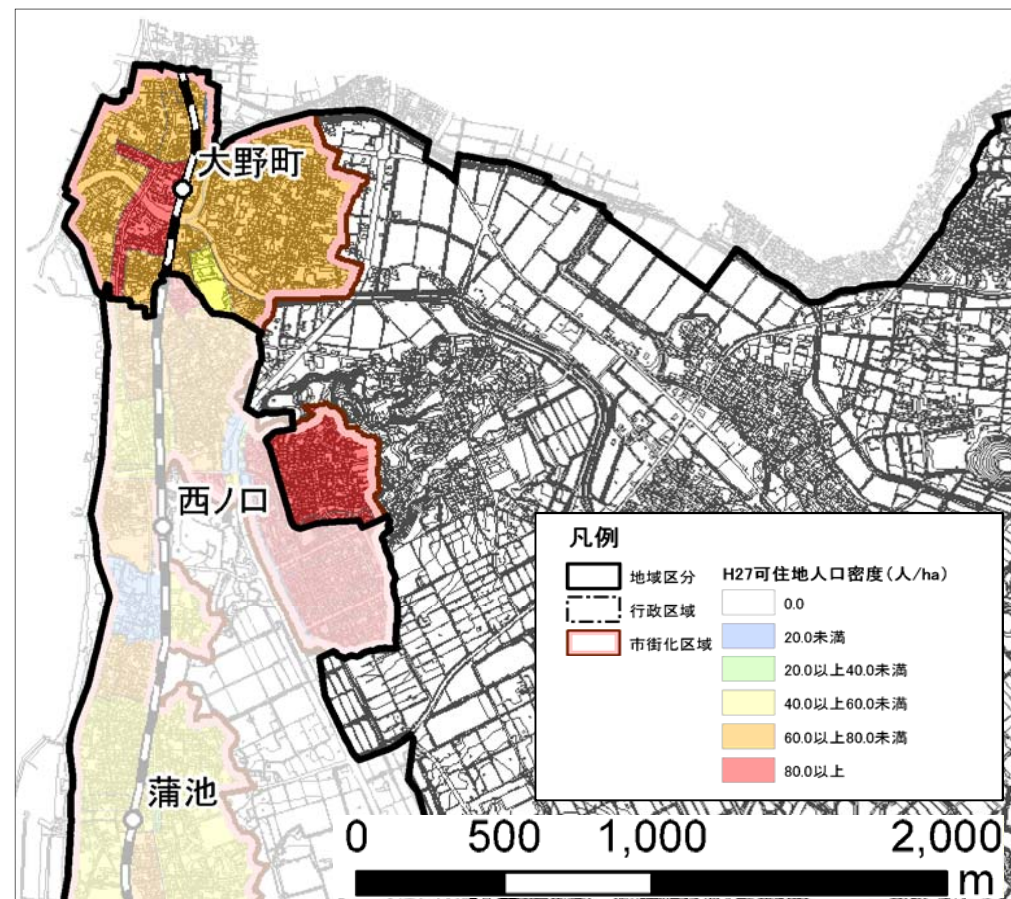 大野町
西ノ口
蒲池
凡例
地域区分
行政区域
市街化区域
H27可住地人口密度(人/ha)
0.0
20.0未満
20.0以上40.0未満
40.0以上60.0未満
60.0以上80.0未満
80.0以上
0 500 1,000 2,000
m